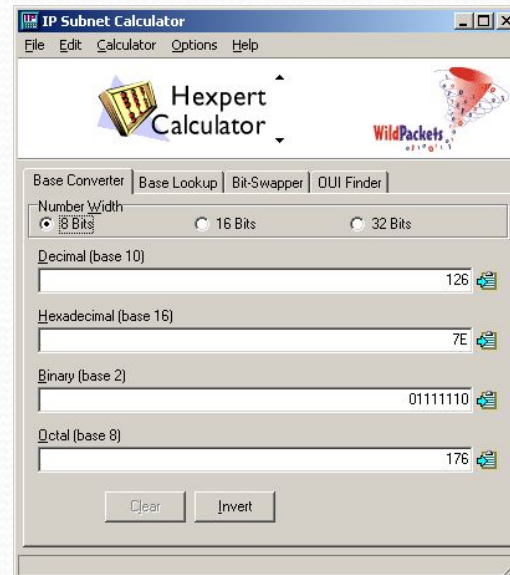 IP Subnet Calculator
File Edit Calculator Options Help
Hexpert
Calculator
WildPackets
Base Converter Base Lookup Bit-Swapper OUI Finder
Number Width
8 Bits 16 Bits 32 Bits
Decimal (base 10)
126
Hexadecimal (base 16)
7E
Binary (base 2)
01111110
Octal (base 8)
176
Clear Invert